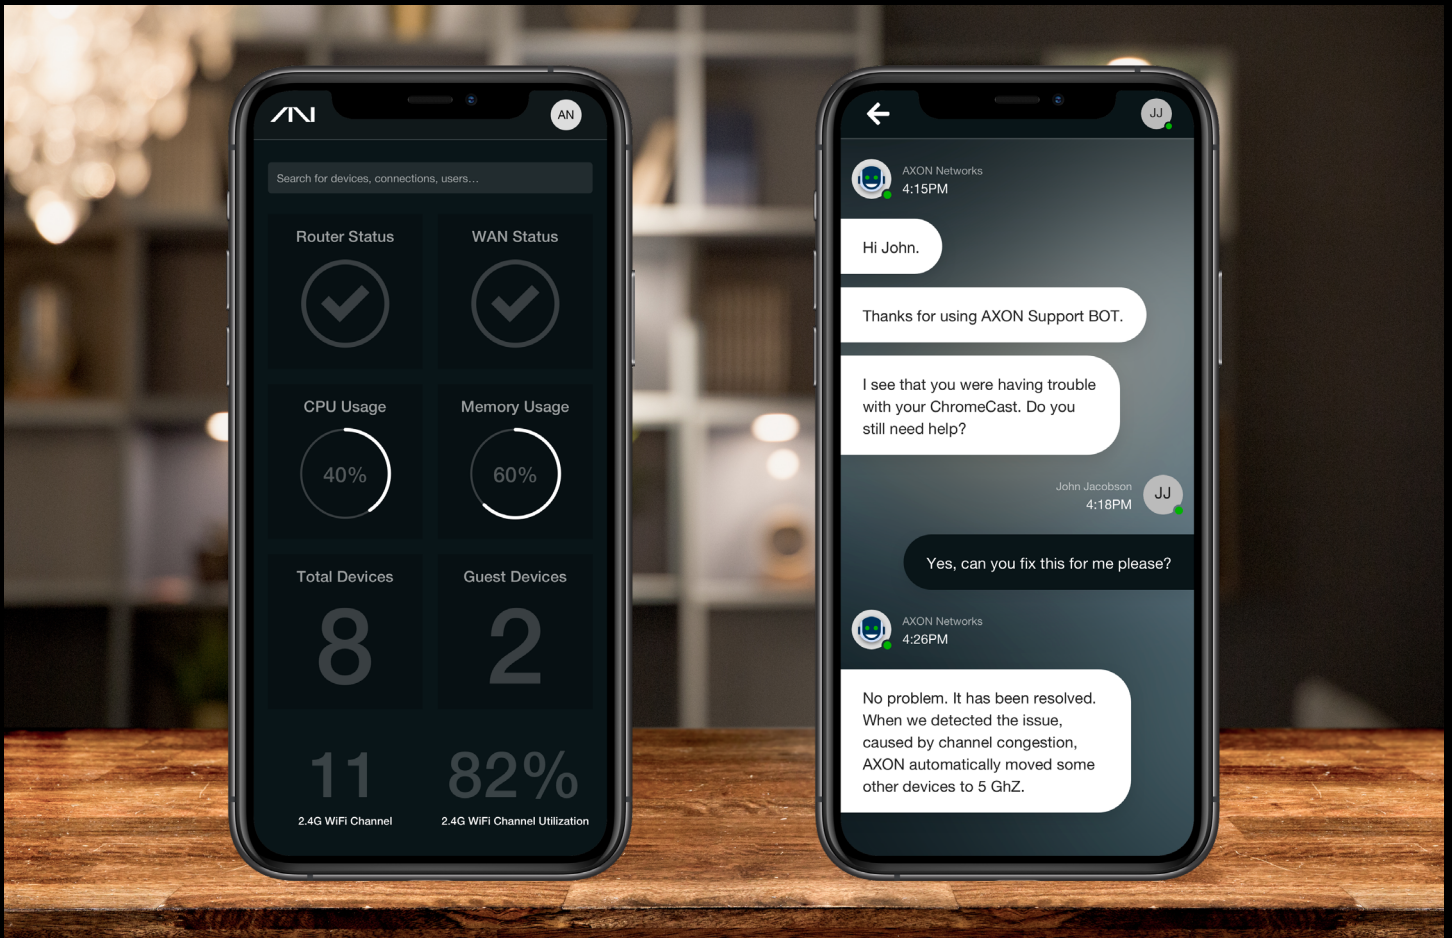 AN
Search for devices, connections, users...
Router Status
WAN Status
CPU Usage
Memory Usage
40%
60%
Total Devices
Guest Devices
8
2
11
82%
2.4G WiFi Channel
2.4G WiFi Channel Utilization
JJ
AXON Networks
4:15PM
Hi John.
Thanks for using AXON Support BOT.
I see that you were having trouble
with your ChromeCast. Do you
still need help?
John Jacobson
4:18PM
JJ
Yes, can you fix this for me please?
AXON Networks
4:26PM
No problem. It has been resolved.
When we detected the issue,
caused by channel congestion,
AXON automatically moved some
other devices to 5 GhZ.